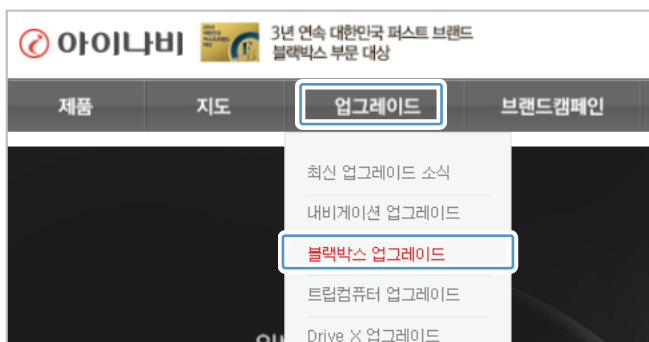 아이나비
3년 연속 대한민국 퍼스트 브랜드
블랙박스 부문 대상
제품 지도 업그레이드 브랜드캠페인
최신 업그레이드 소식
내비게이션 업그레이드
블랙박스 업그레이드
트립컴퓨터 업그레이드
Drive X 업그레이드